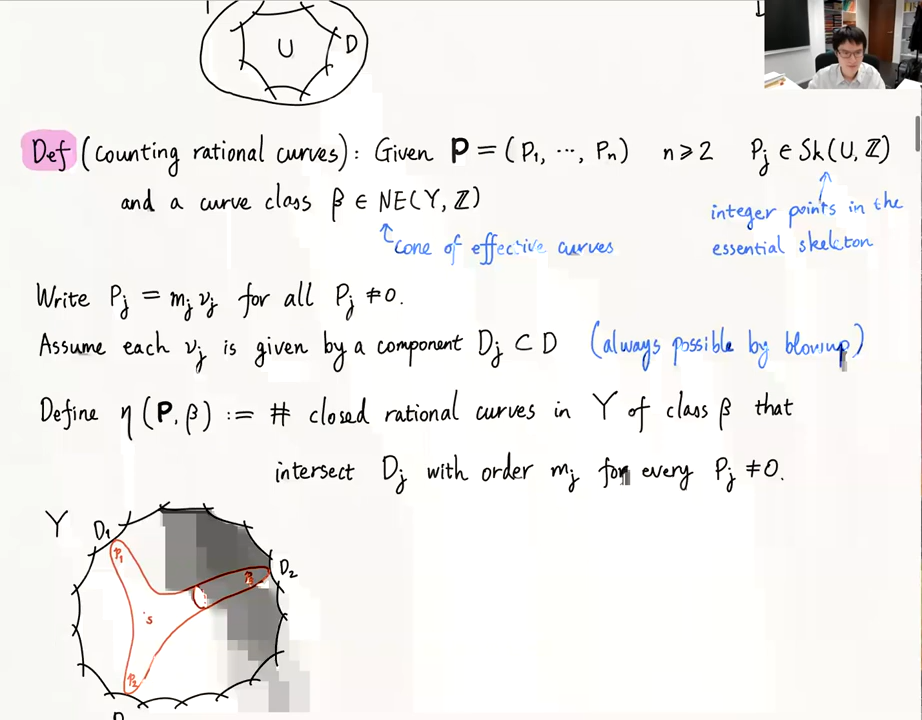 U D
Def (counting rational curves): Given P = (P₁, ⋯, Pₙ) n ⩾ 2 Pⱼ ∈ Sk(U, ℤ)
and a curve class β ∈ NE(Y, ℤ)
integer points in the
essential skeleton
cone of effective curves
Write Pⱼ = mⱼ νⱼ for all Pⱼ ≠ 0.
Assume each νⱼ is given by a component Dⱼ ⊂ D (always possible by blowup)
Define η(P, β) := # closed rational curves in Y of class β that
intersect Dⱼ with order mⱼ for every Pⱼ ≠ 0.
Y D₁
D₂
p₁
s
p₂